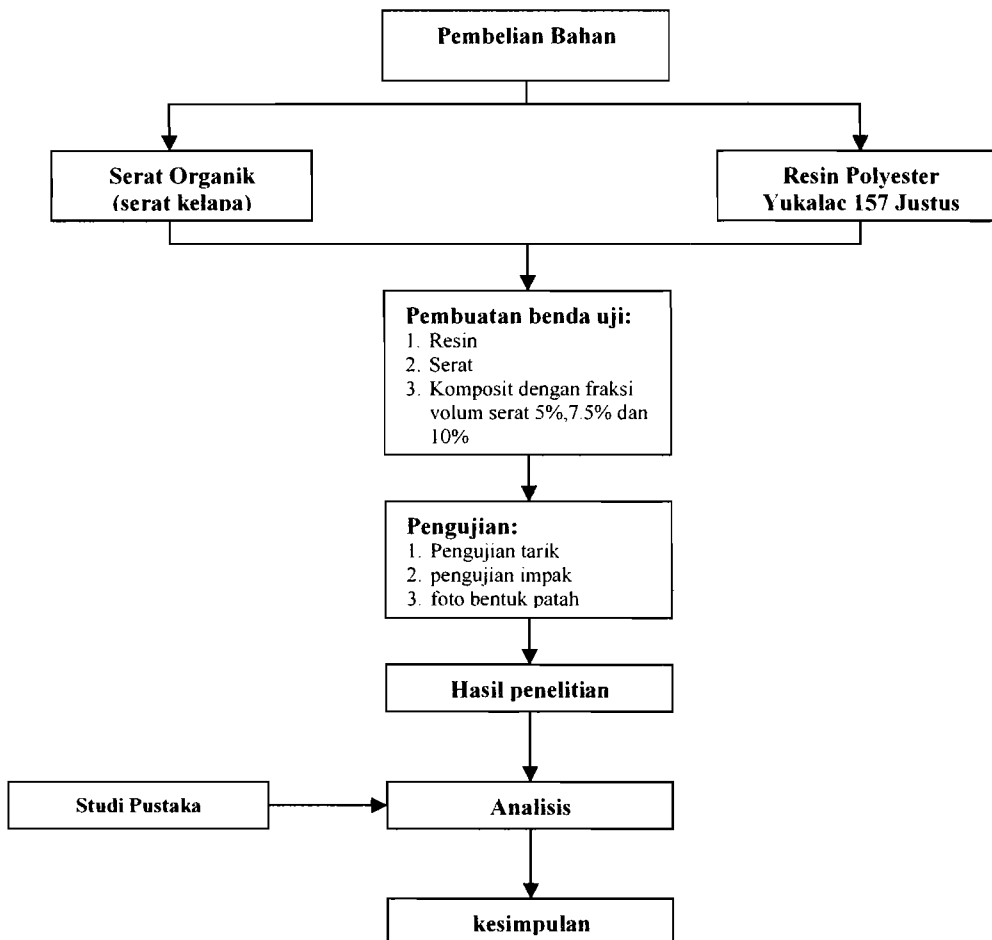 Pembelian Bahan
Serat Organik
(serat kelapa)
Resin Polyester
Yukalac 157 Justus
Pembuatan benda uji:
1. Resin
2. Serat
3. Komposit dengan fraksi
volum serat 5%,7.5% dan
10%
Pengujian:
1. Pengujian tarik
2. pengujian impak
3. foto bentuk patah
Hasil penelitian
Studi Pustaka
Analisis
kesimpulan